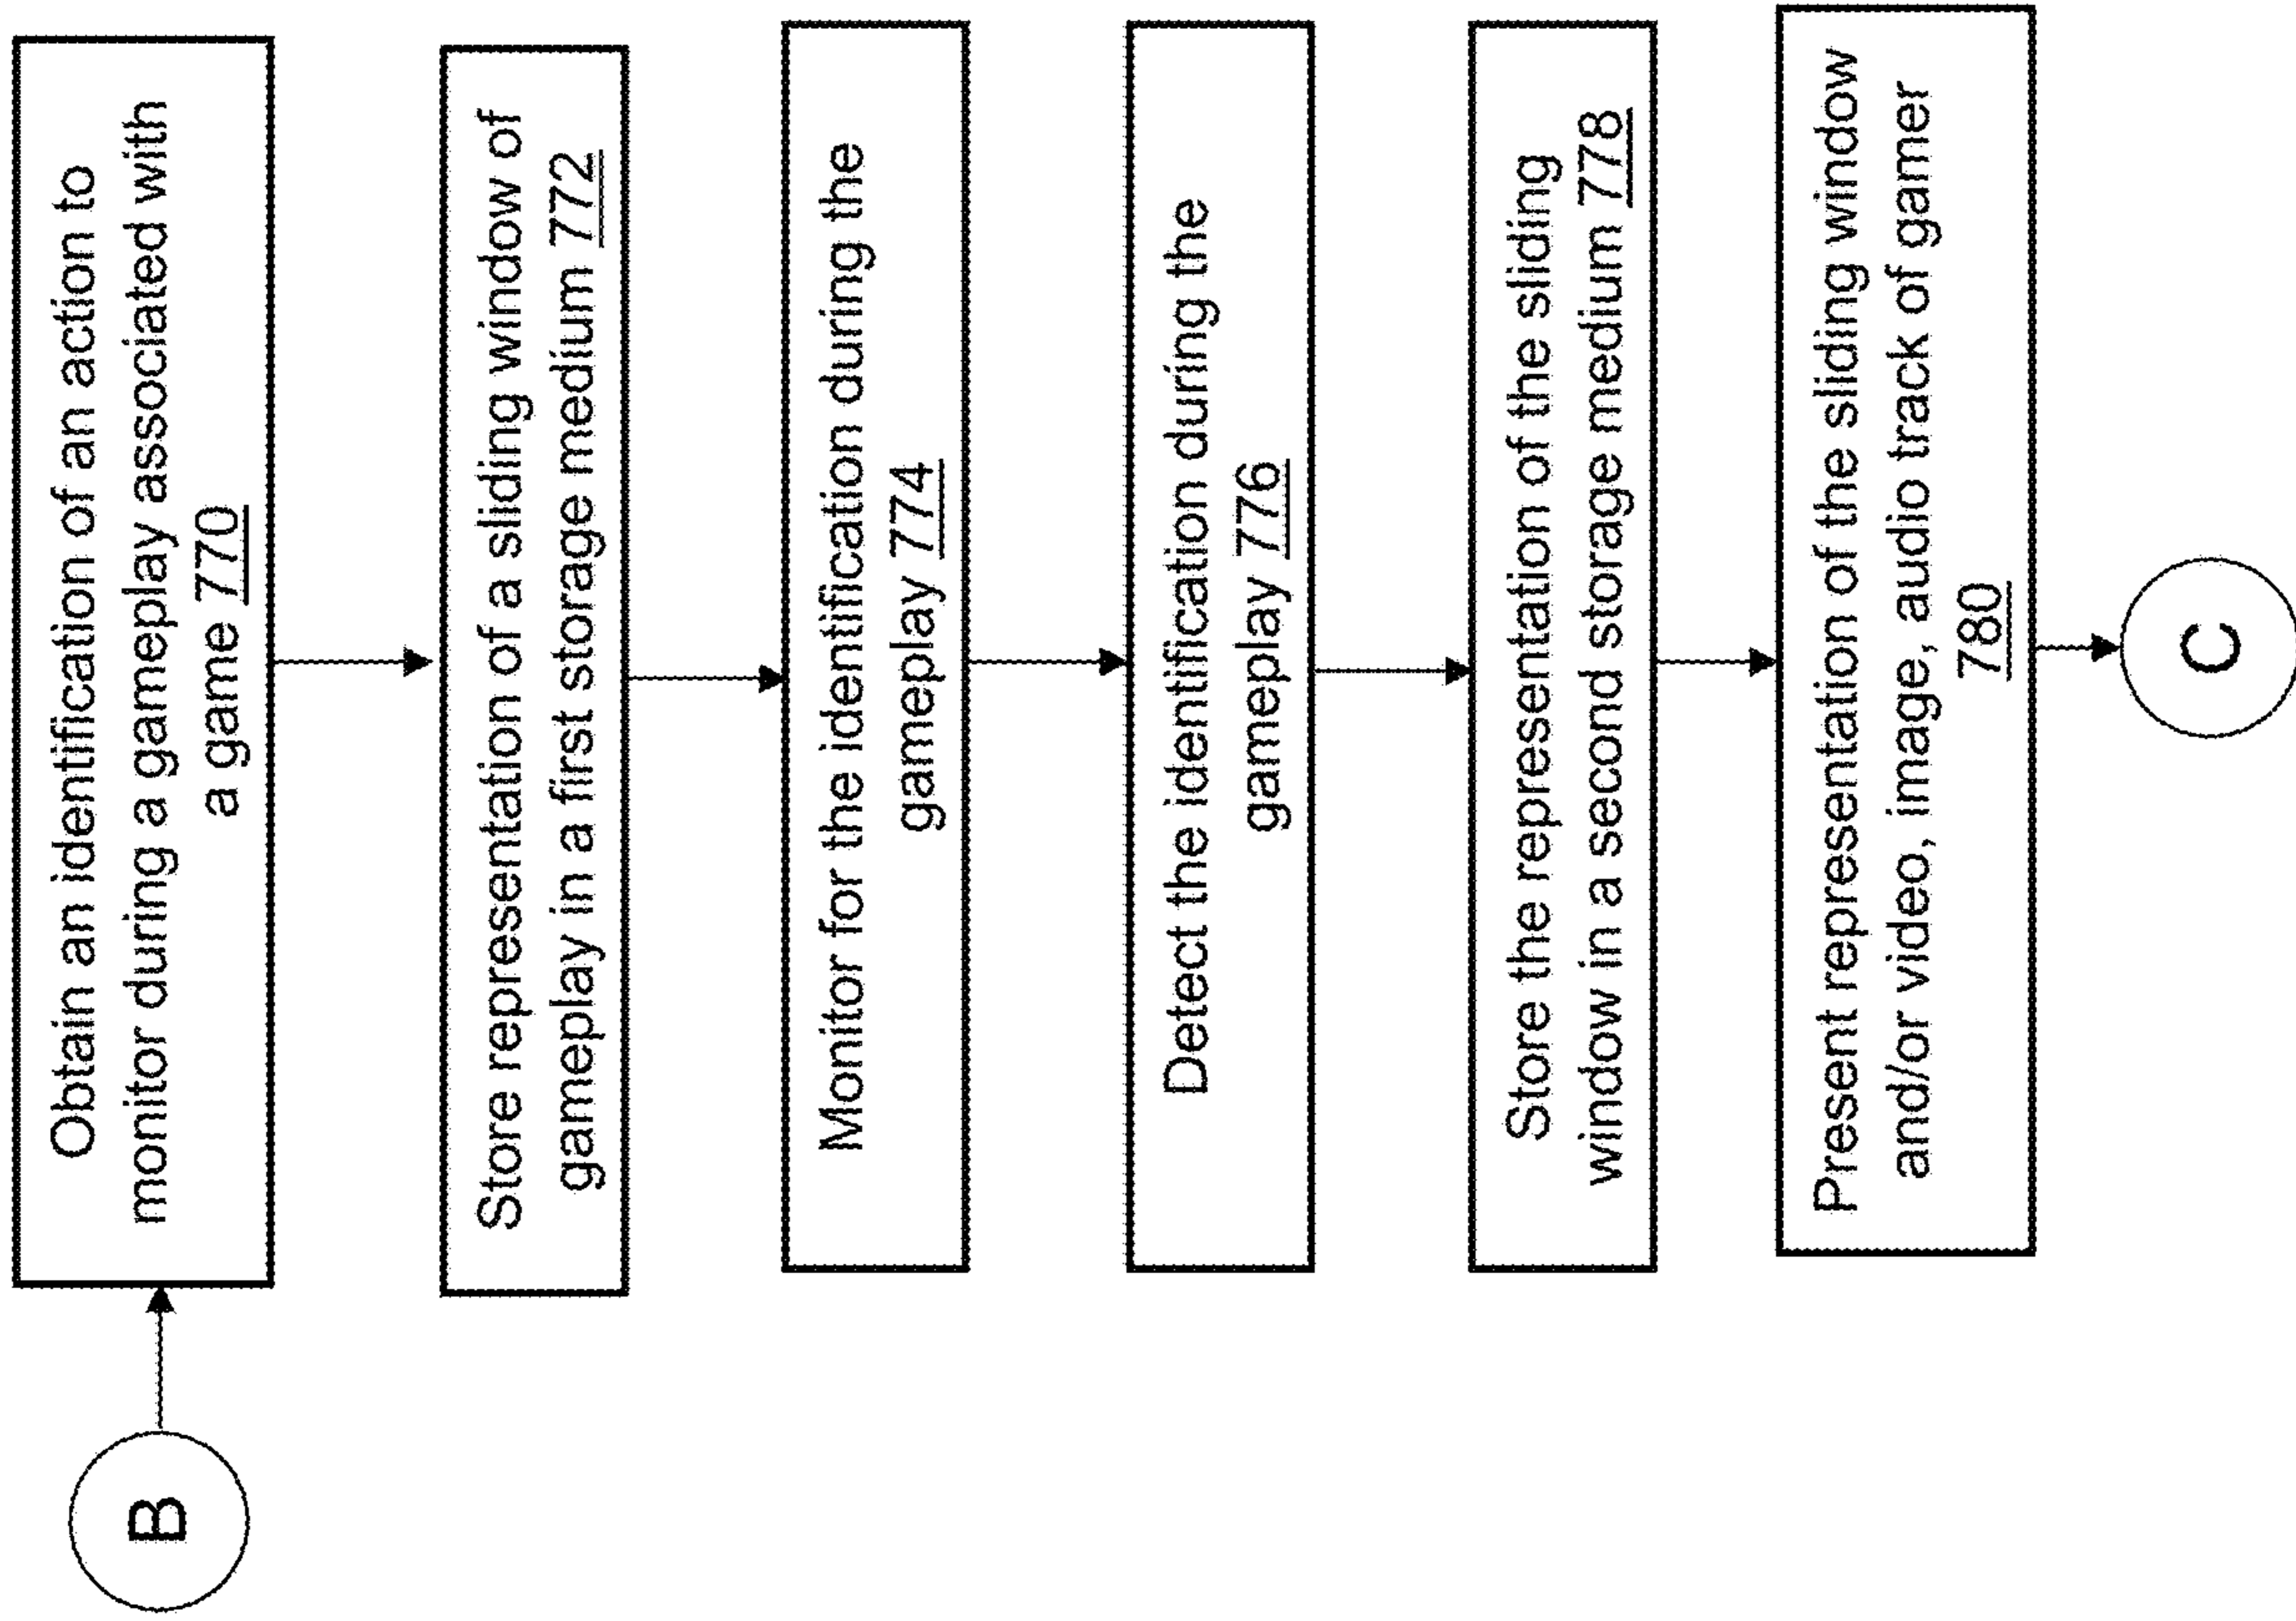 B
Obtain an identification of an action to
monitor during a gameplay associated with
a game 770
Store representation of a sliding window of
gameplay in a first storage medium 772
Monitor for the identification during the
gameplay 774
Detect the identification during the
gameplay 776
Store the representation of the sliding
window in a second storage medium 778
Present representation of the sliding window
and/or video, image, audio track of gamer
780
C